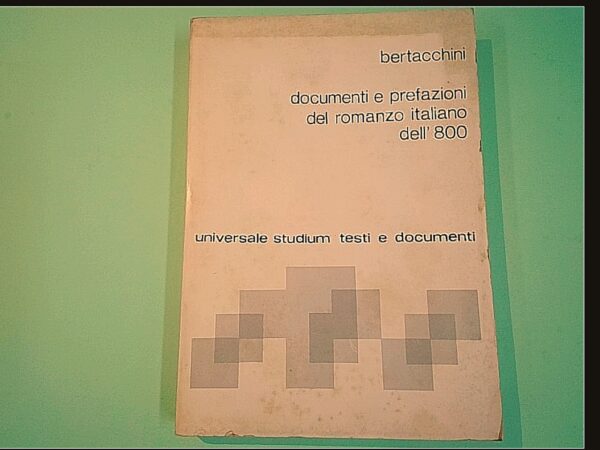 bertacchini
documenti e prefazioni
del romanzo italiano
dell'800
universale studium testi e documenti